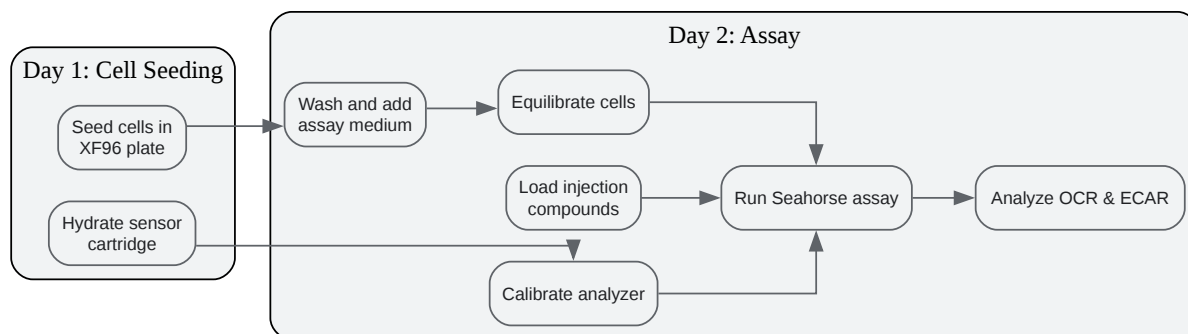 Day 1: Cell Seeding
Seed cells in
XF96 plate
Hydrate sensor
cartridge
Day 2: Assay
Wash and add
assay medium
Equilibrate cells
Load injection
compounds
Calibrate analyzer
Run Seahorse assay
Analyze OCR & ECAR